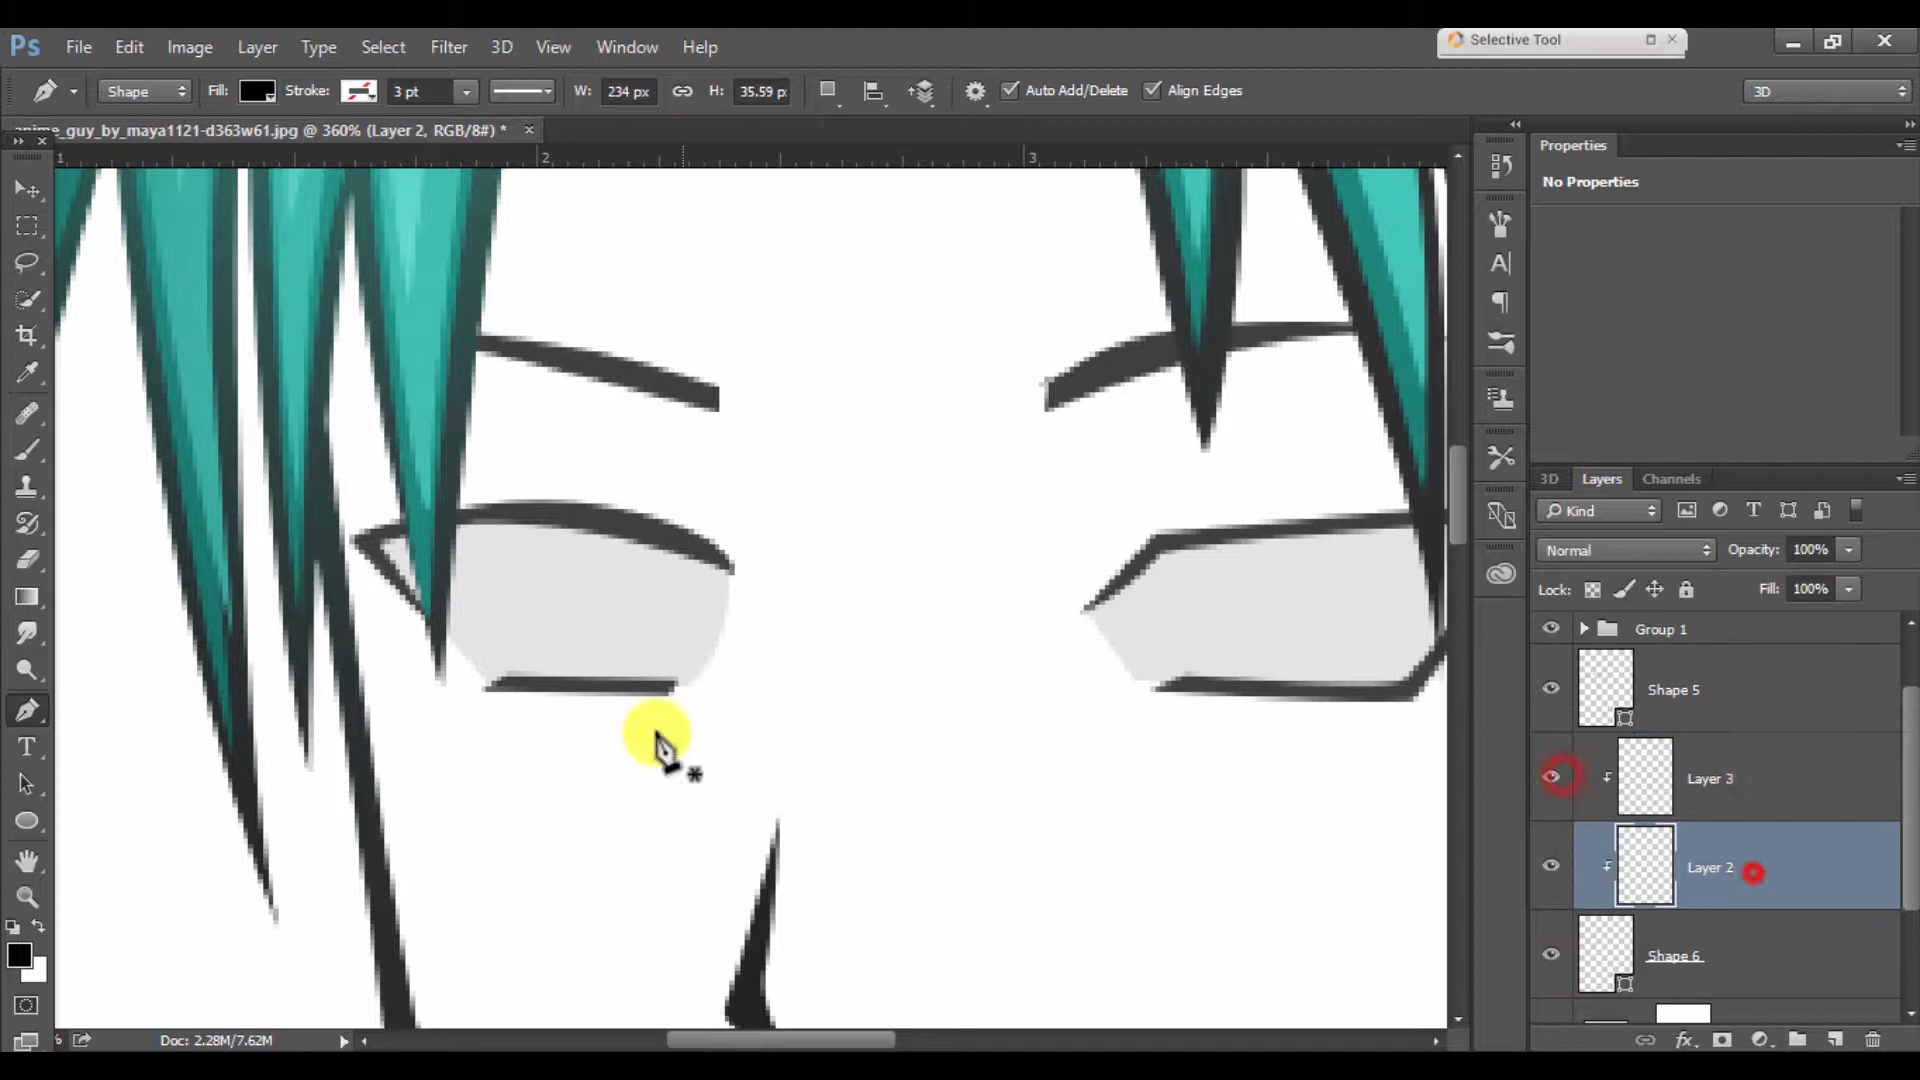 Selective Tool
Ps File Edit Image Layer Type Select Filter 3D View Window Help
Shape Fill: Stroke: 3 pt W: 234 px H: 35.59 p Auto Add/Delete Align Edges 3D
anime_guy_by_maya1121-d363w61.jpg @ 360% (Layer 2, RGB/8#) *
1 2 3
Properties
No Properties
3D Layers Channels
Kind
Normal Opacity: 100%
Lock: Fill: 100%
Group 1
Shape 5
Layer 3
Layer 2
Shape 6
Doc: 2.28M/7.62M